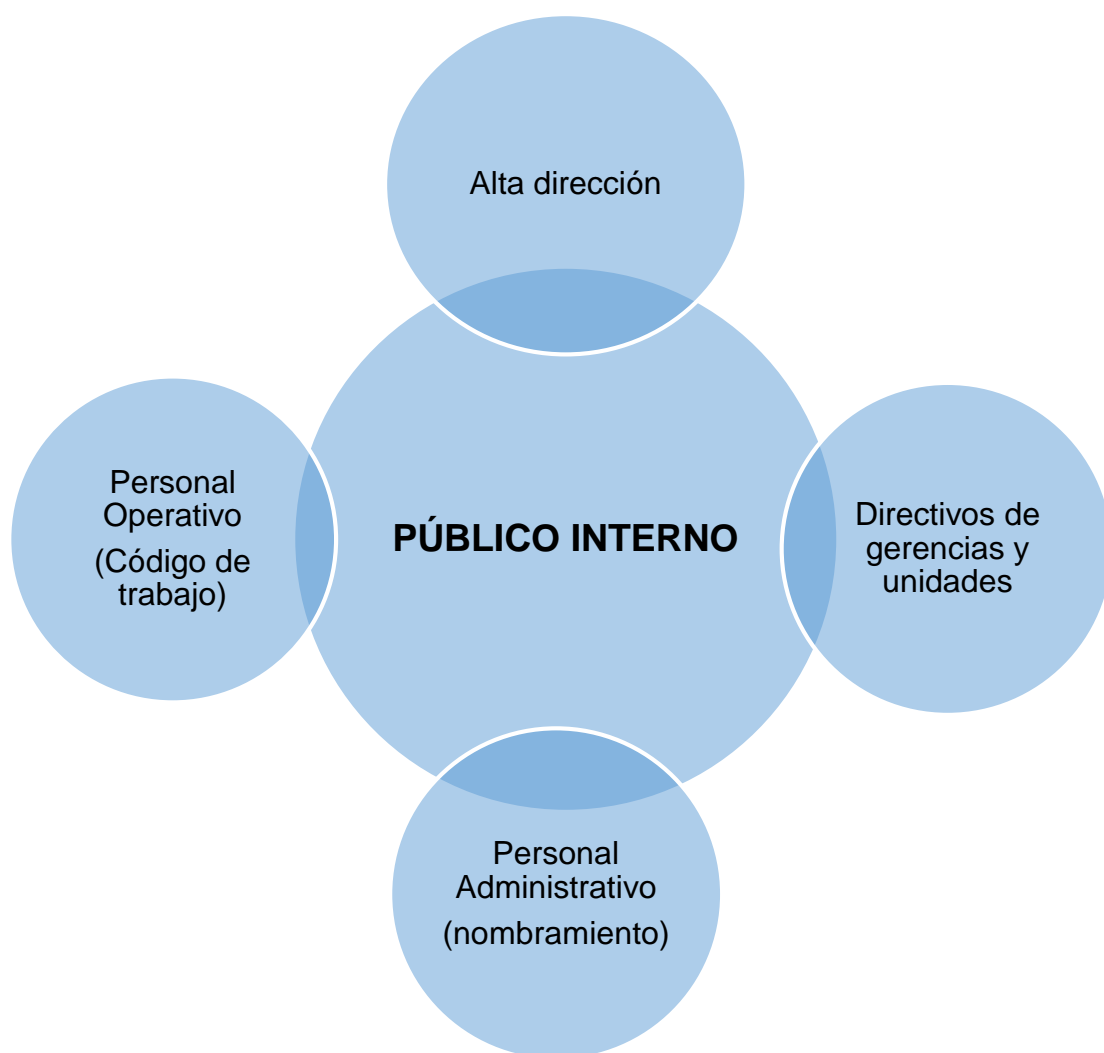 Alta dirección
Personal
Operativo
(Código de
trabajo)
PÚBLICO INTERNO
Directivos de
gerencias y
unidades
Personal
Administrativo
(nombramiento)